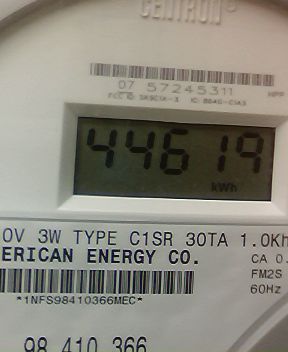 CENTRON®
07 57245311
44619
kWh
0V 3W TYPE C1SR 30TA 1.0Kh
ERICAN ENERGY CO.
CA 0.
FM2S
60Hz
*1NFS98410366MEC*
98 410 366